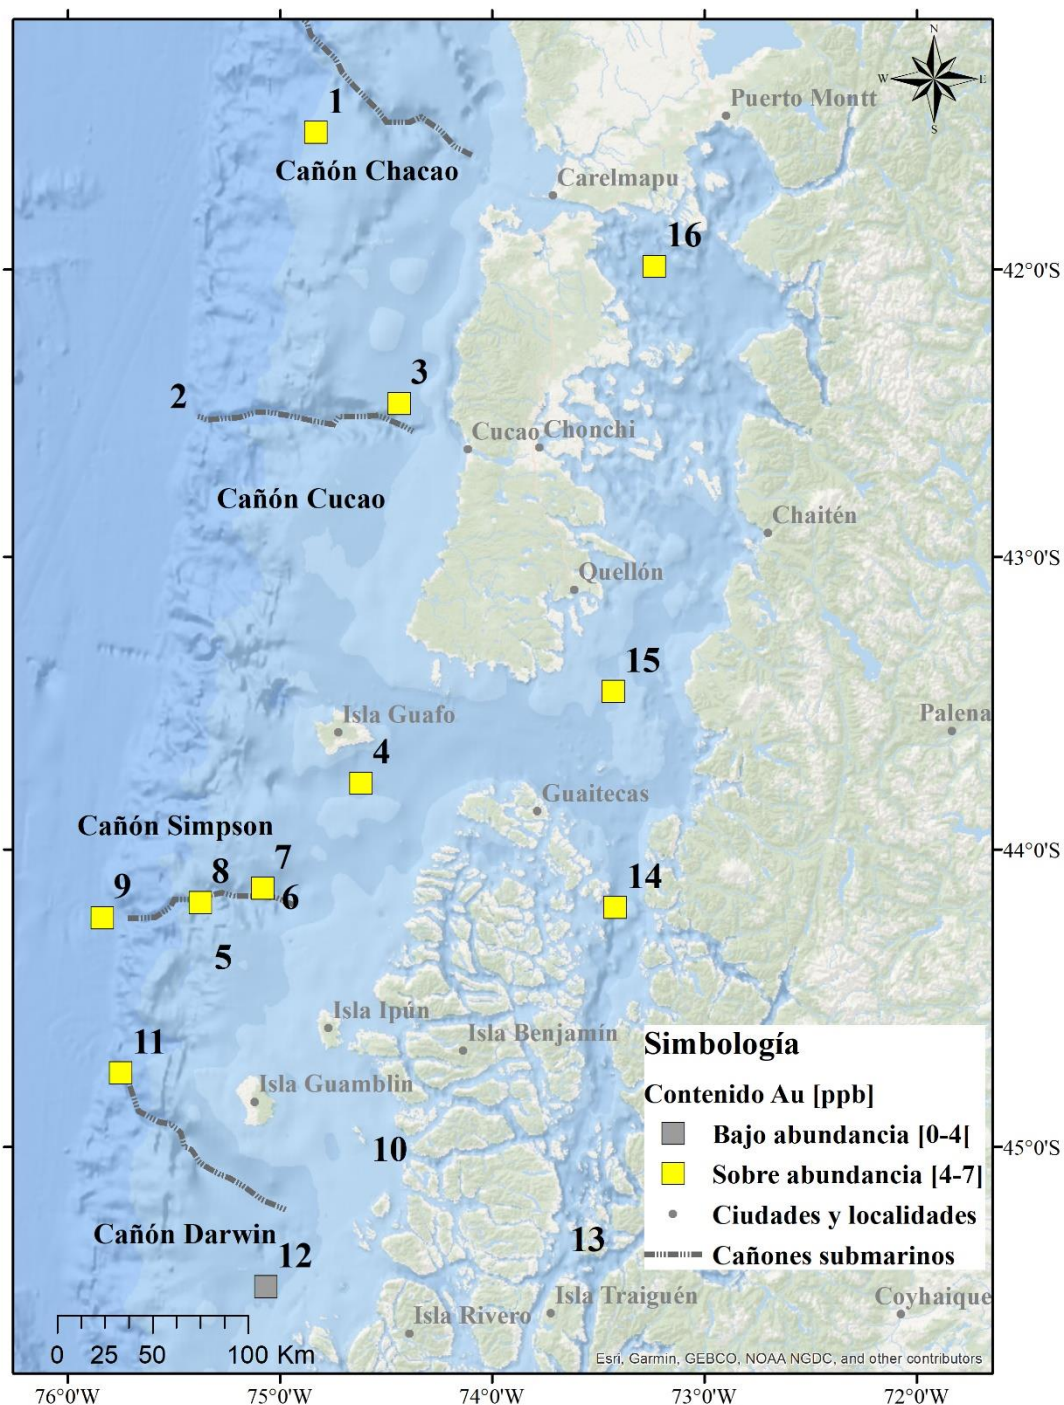 N
W
E
S
Puerto Montt
1
Cañón Chacao
Carelmapu
16
42°0'S
3
2
Cucao
Chonchi
Cañón Cucao
Chaitén
43°0'S
Quellón
15
Isla Guafo
Palena
4
Guaitecas
Cañón Simpson
44°0'S
7
8
9
6
14
5
Isla Ipún
Isla Benjamín
11
Isla Guamblin
10
45°0'S
Cañón Darwin
12
13
Isla Rivero
Isla Traiguén
Coyhaique
Simbología
Contenido Au [ppb]
Bajo abundancia [0-4[
Sobre abundancia [4-7]
Ciudades y localidades
Cañones submarinos
0 25 50 100 Km
Esri, Garmin, GEBCO, NOAA NGDC, and other contributors
76°0'W 75°0'W 74°0'W 73°0'W 72°0'W